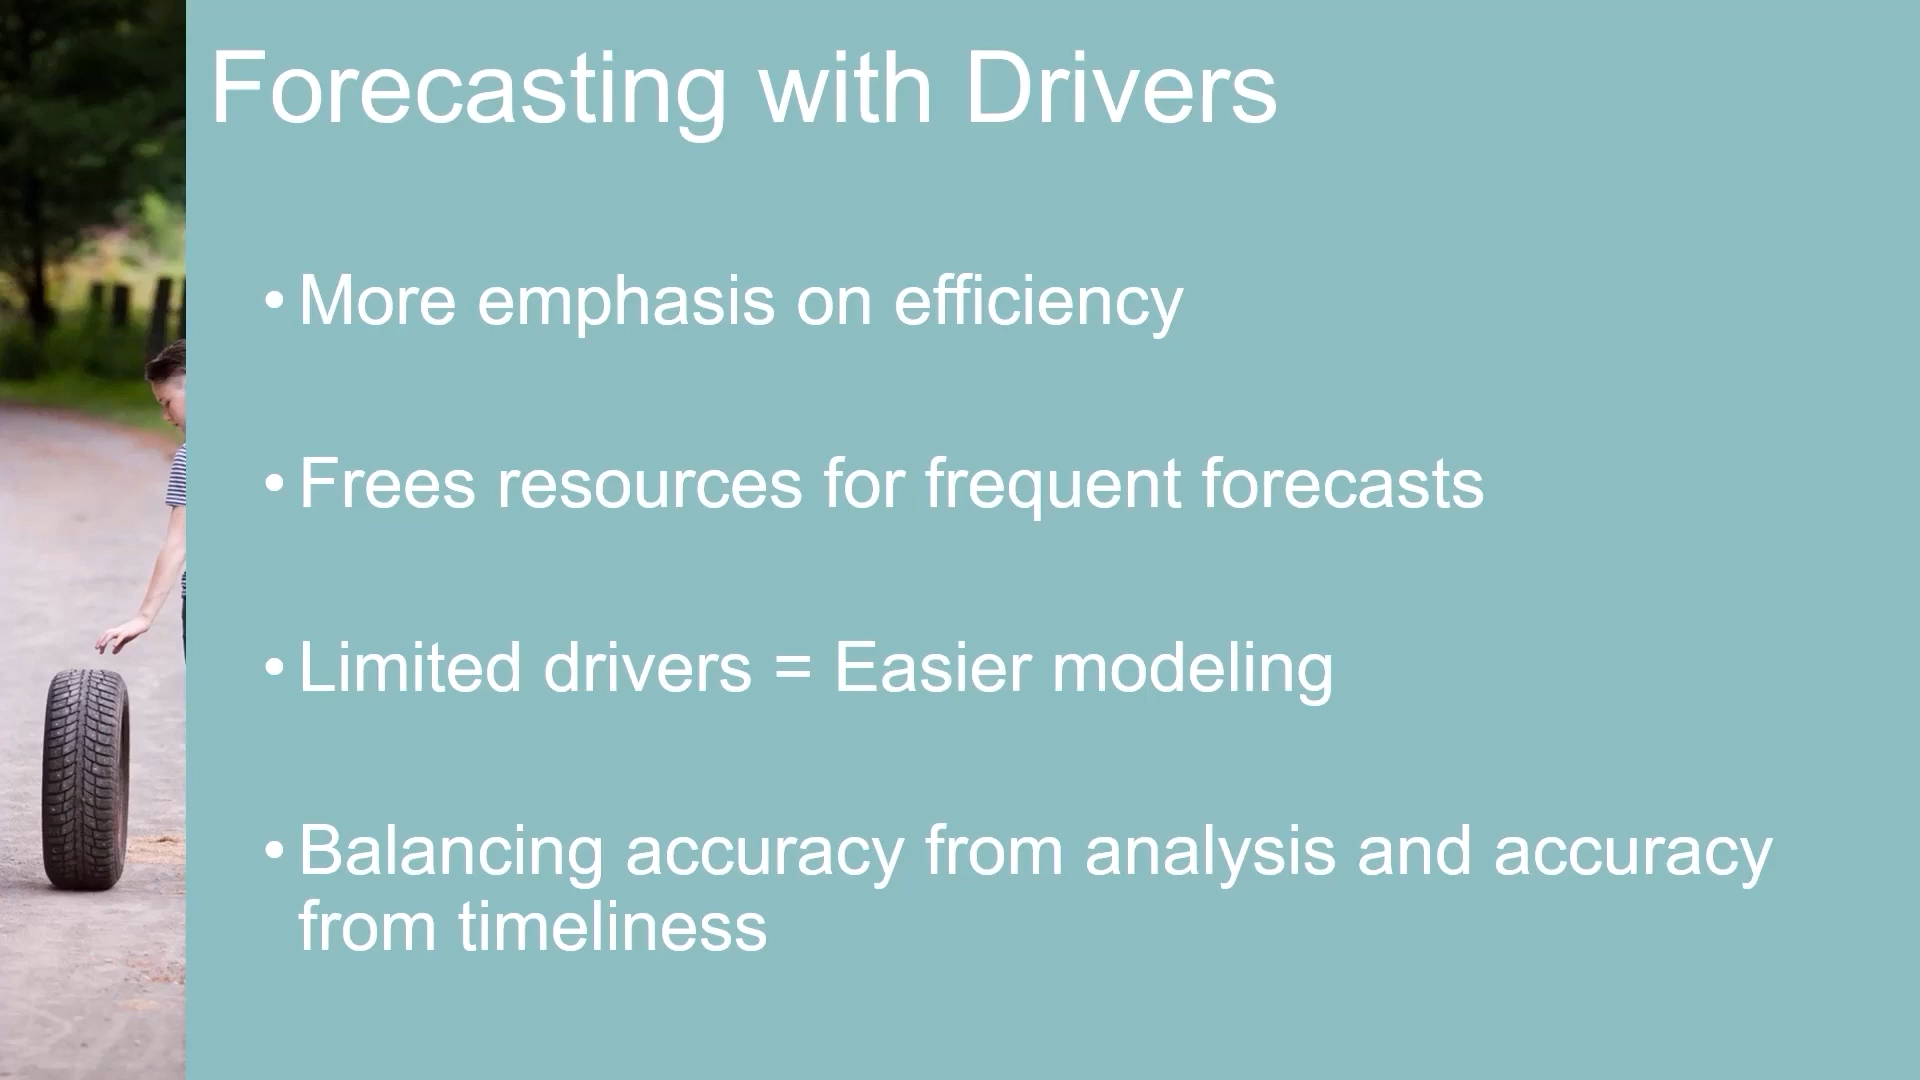 Forecasting with Drivers
• More emphasis on efficiency
• Frees resources for frequent forecasts
• Limited drivers = Easier modeling
• Balancing accuracy from analysis and accuracy
from timeliness